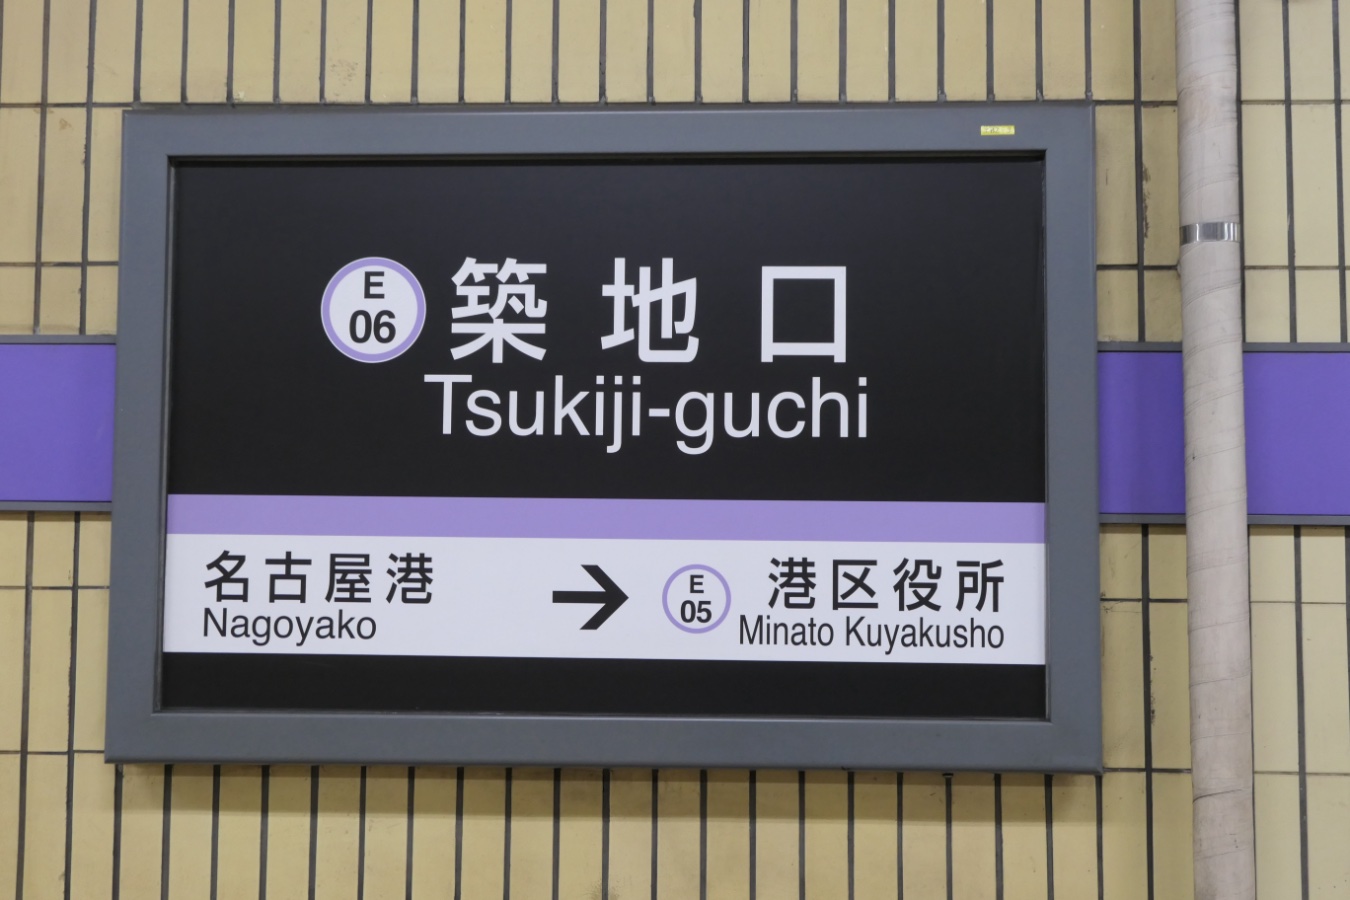 E
06
築地口
Tsukiji-guchi
名古屋港
Nagoyako
→
E
05
港区役所
Minato Kuyakusho